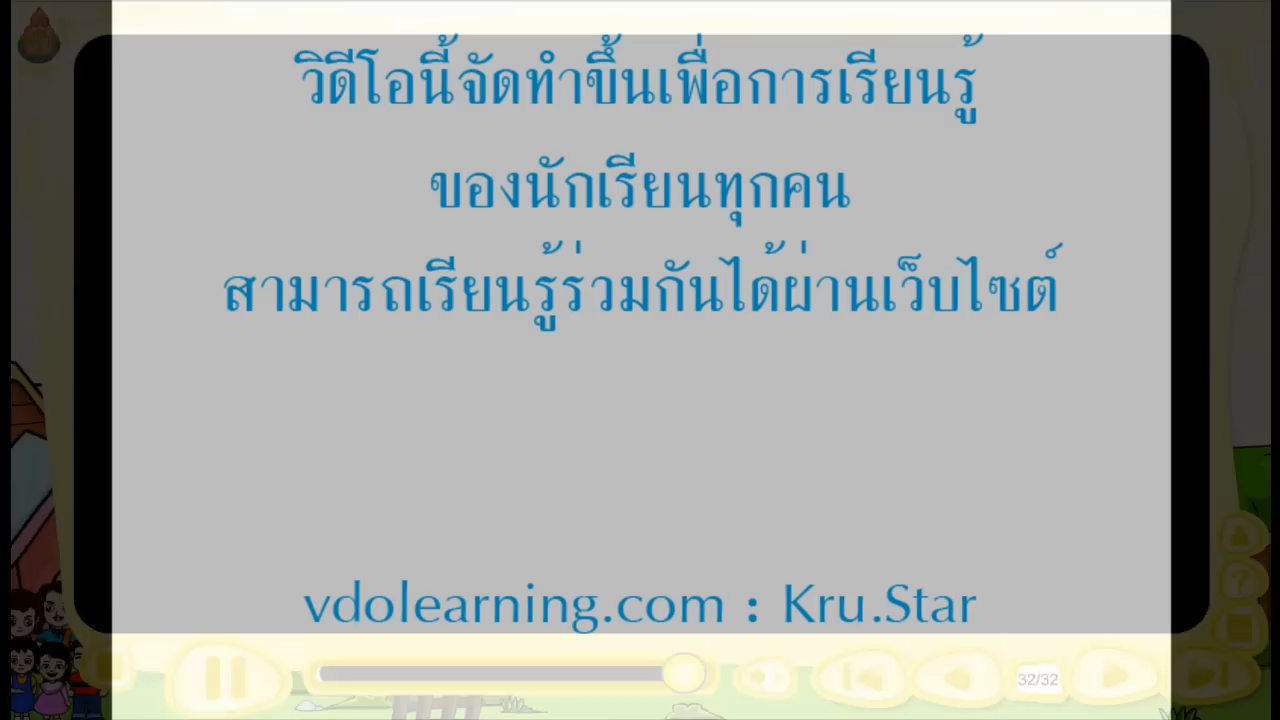 วิดีโอนี้จัดทำขึ้นเพื่อการเรียนรู้
ของนักเรียนทุกคน
สามารถเรียนรู้ร่วมกันได้ผ่านเว็บไซต์
vdolearning.com : Kru.Star
32/32